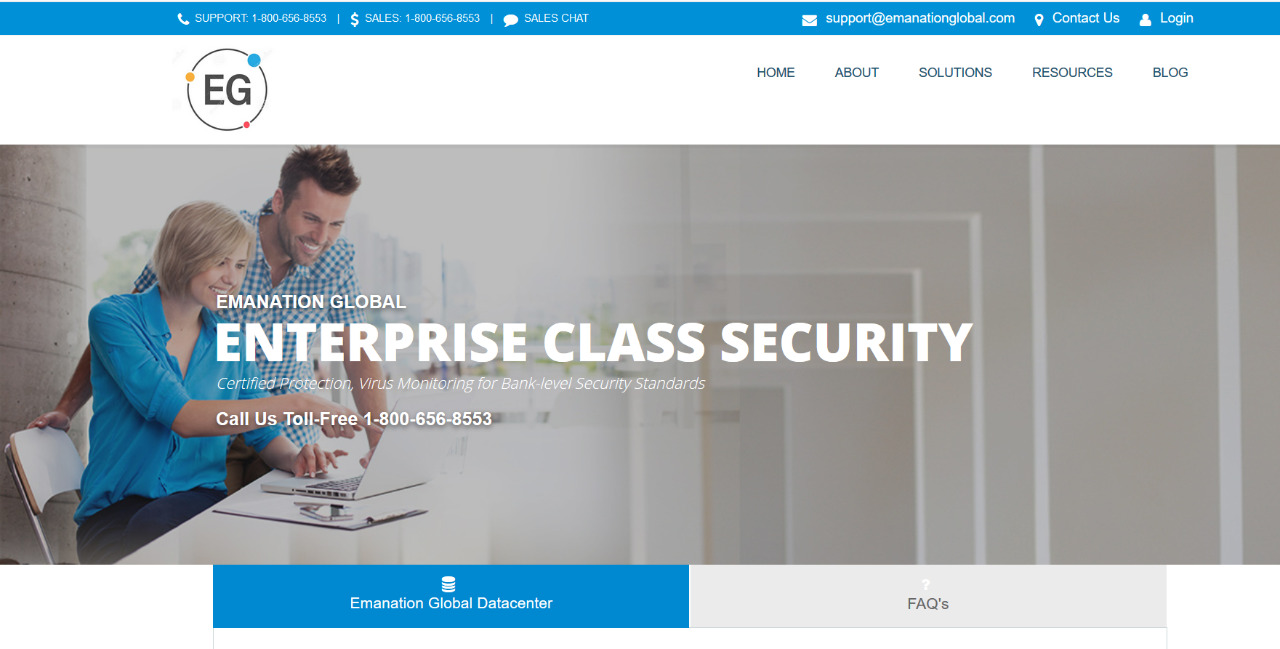 SUPPORT: 1-800-656-8553 | $ SALES: 1-800-656-8553 | SALES CHAT support@emanationglobal.com Contact Us Login
EG
HOME ABOUT SOLUTIONS RESOURCES BLOG
EMANATION GLOBAL
ENTERPRISE CLASS SECURITY
Certified Protection, Virus Monitoring for Bank-level Security Standards
Call Us Toll-Free 1-800-656-8553
?
Emanation Global Datacenter FAQ's